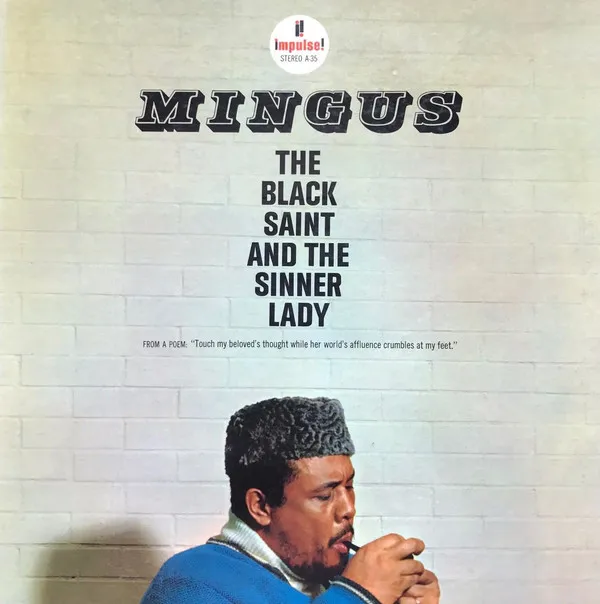 impulse!
STEREO A-35
MINGUS
THE
BLACK
SAINT
AND THE
SINNER
LADY
FROM A POEM: "Touch my beloved's thought while her world's affluence crumbles at my feet."